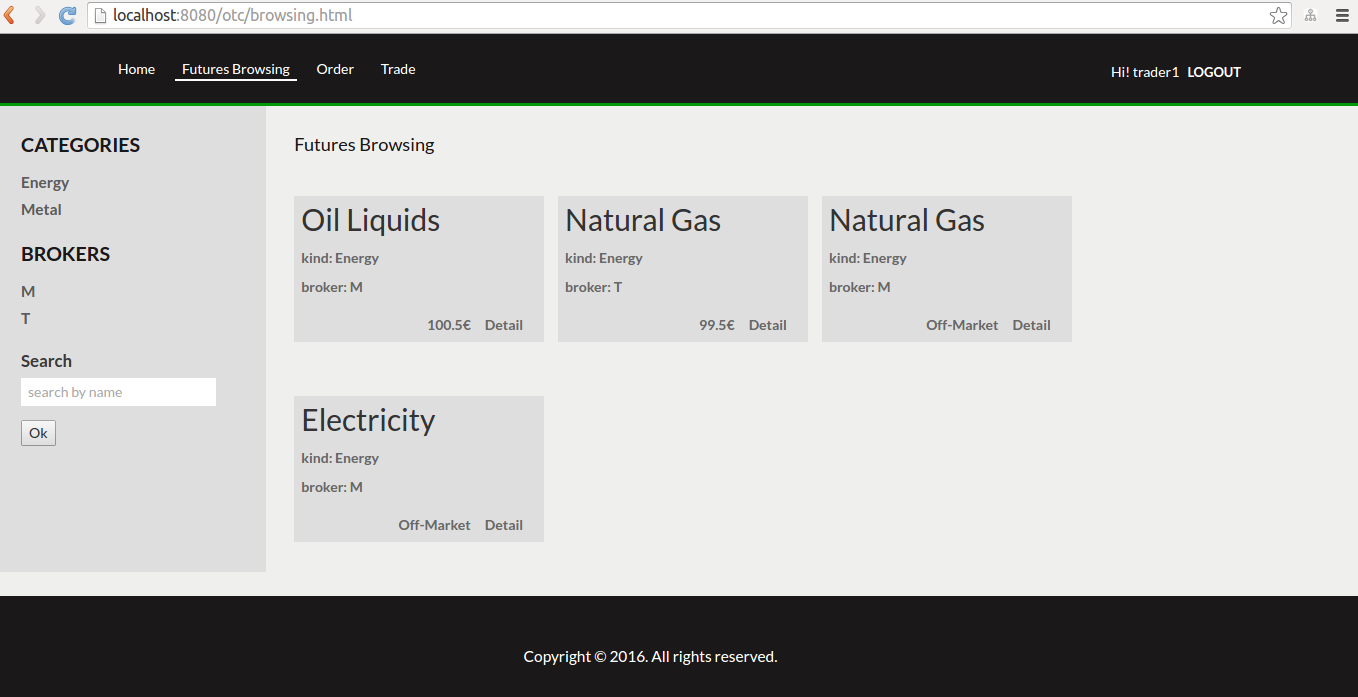 localhost:8080/otc/browsing.html
Home Futures Browsing Order Trade Hi! trader1 LOGOUT
CATEGORIES
Energy
Metal
BROKERS
M
T
Search
search by name
Ok
Futures Browsing
Oil Liquids
kind: Energy
broker: M
100.5€ Detail
Natural Gas
kind: Energy
broker: T
99.5€ Detail
Natural Gas
kind: Energy
broker: M
Off-Market Detail
Electricity
kind: Energy
broker: M
Off-Market Detail
Copyright © 2016. All rights reserved.